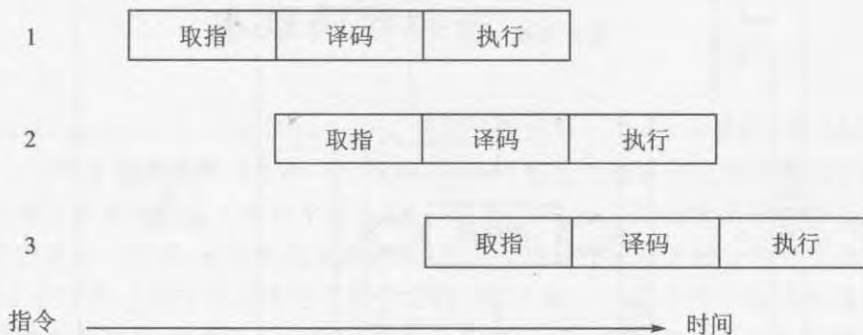 1 取指 译码 执行
2 取指 译码 执行
3 取指 译码 执行
指令 时间